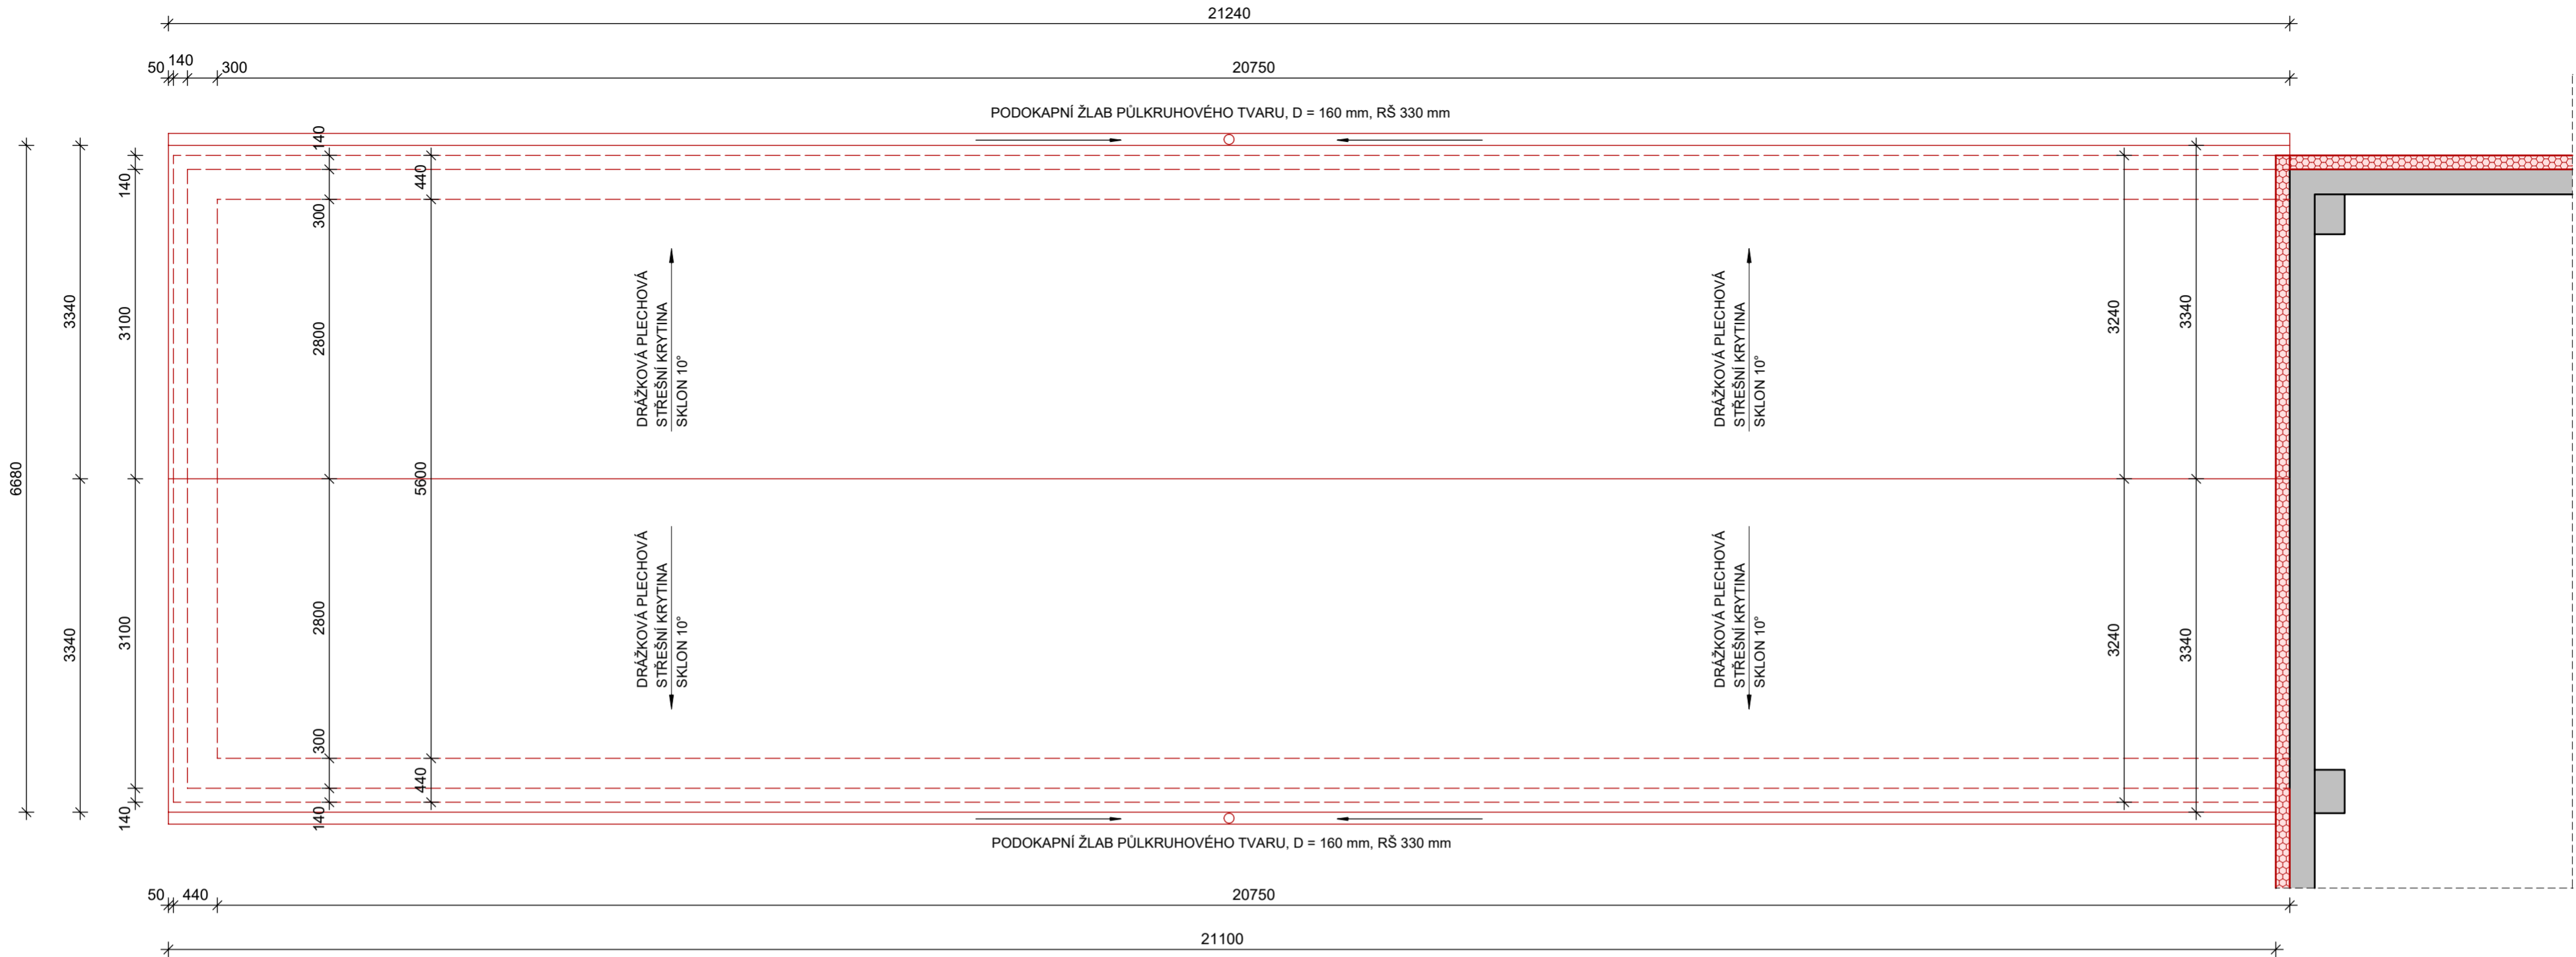 21240
50 140 300 20750
PODOKAPNÍ ŽLAB PŮLKRUHOVÉHO TVARU, D = 160 mm, RŠ 330 mm
6680
3340
3340
140
3100
3100
140
140
300
2800
2800
300
140
440
5600
440
DRÁŽKOVÁ PLECHOVÁ
STŘEŠNÍ KRYTINA
SKLON 10°
DRÁŽKOVÁ PLECHOVÁ
STŘEŠNÍ KRYTINA
SKLON 10°
DRÁŽKOVÁ PLECHOVÁ
STŘEŠNÍ KRYTINA
SKLON 10°
DRÁŽKOVÁ PLECHOVÁ
STŘEŠNÍ KRYTINA
SKLON 10°
3240
3240
3340
3340
PODOKAPNÍ ŽLAB PŮLKRUHOVÉHO TVARU, D = 160 mm, RŠ 330 mm
50 440 20750
21100